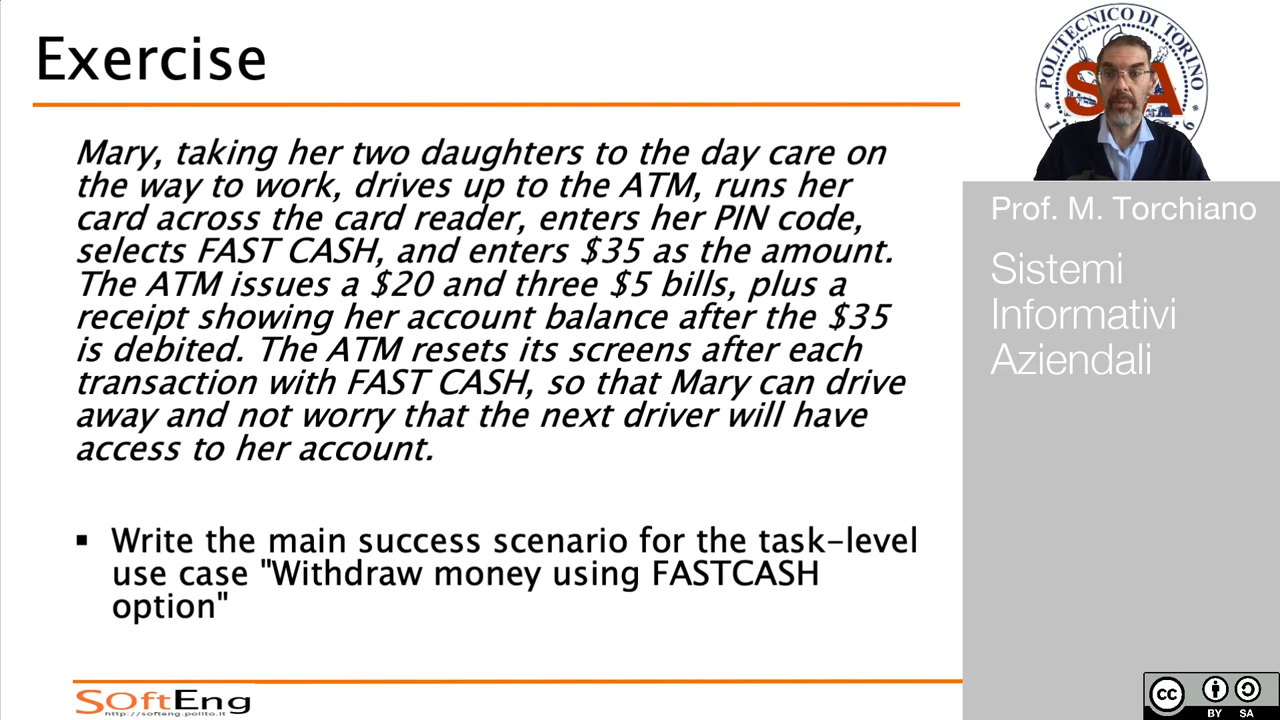 Exercise
Mary, taking her two daughters to the day care on
the way to work, drives up to the ATM, runs her
card across the card reader, enters her PIN code,
selects FAST CASH, and enters $35 as the amount.
The ATM issues a $20 and three $5 bills, plus a
receipt showing her account balance after the $35
is debited. The ATM resets its screens after each
transaction with FAST CASH, so that Mary can drive
away and not worry that the next driver will have
access to her account.
▪ Write the main success scenario for the task-level
use case "Withdraw money using FASTCASH
option"
SOftEng
http://softeng.polito.it
POLITECNICO DI TORINO
Prof. M. Torchiano
Sistemi
Informativi
Aziendali
cc
BY SA